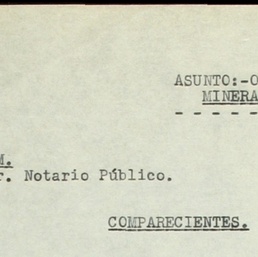 ASUNTO:-O
MINERA
- - - - -
M.
r. Notario Público.
COMPARECIENTES.